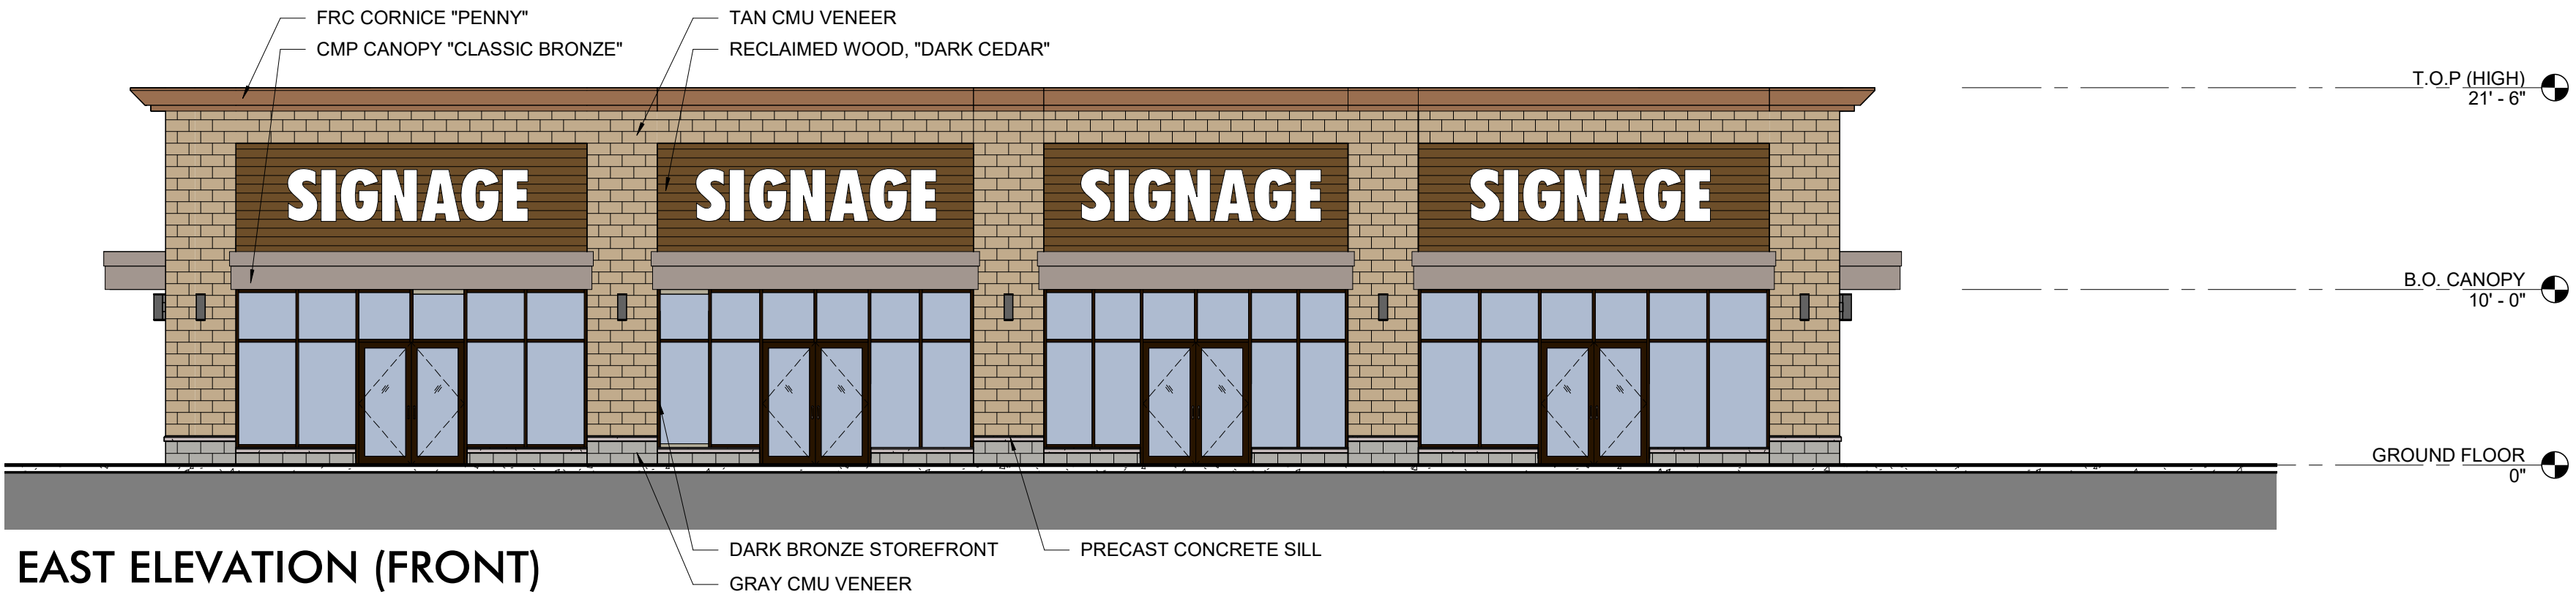 FRC CORNICE "PENNY"
TAN CMU VENEER
CMP CANOPY "CLASSIC BRONZE"
RECLAIMED WOOD, "DARK CEDAR"
T.O.P (HIGH)
21' - 6"
SIGNAGE
SIGNAGE
SIGNAGE
SIGNAGE
B.O. CANOPY
10' - 0"
GROUND FLOOR
0"
DARK BRONZE STOREFRONT
PRECAST CONCRETE SILL
GRAY CMU VENEER
EAST ELEVATION (FRONT)